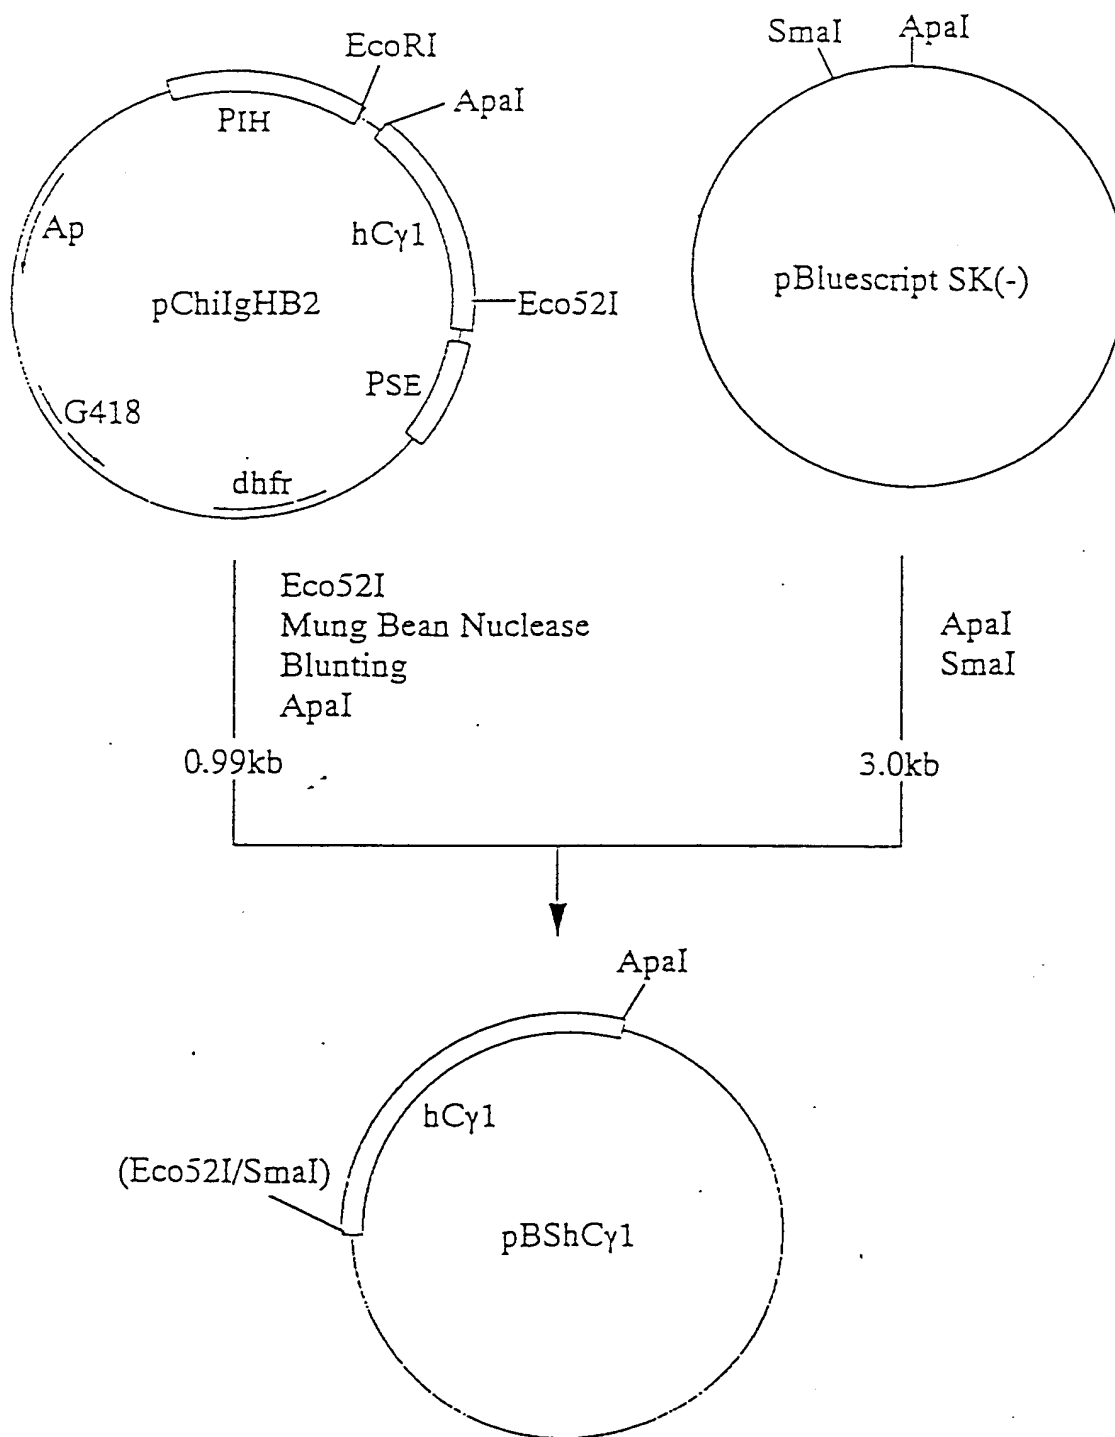 EcoRI
ApaI
PIH
hCγ1
Ap
pChiIgHB2
Eco52I
PSE
G418
dhfr
SmaI
ApaI
pBluescript SK(-)
Eco52I
Mung Bean Nuclease
Blunting
ApaI
0.99kb
ApaI
SmaI
3.0kb
ApaI
hCγ1
(Eco52I/SmaI)
pBShCγ1